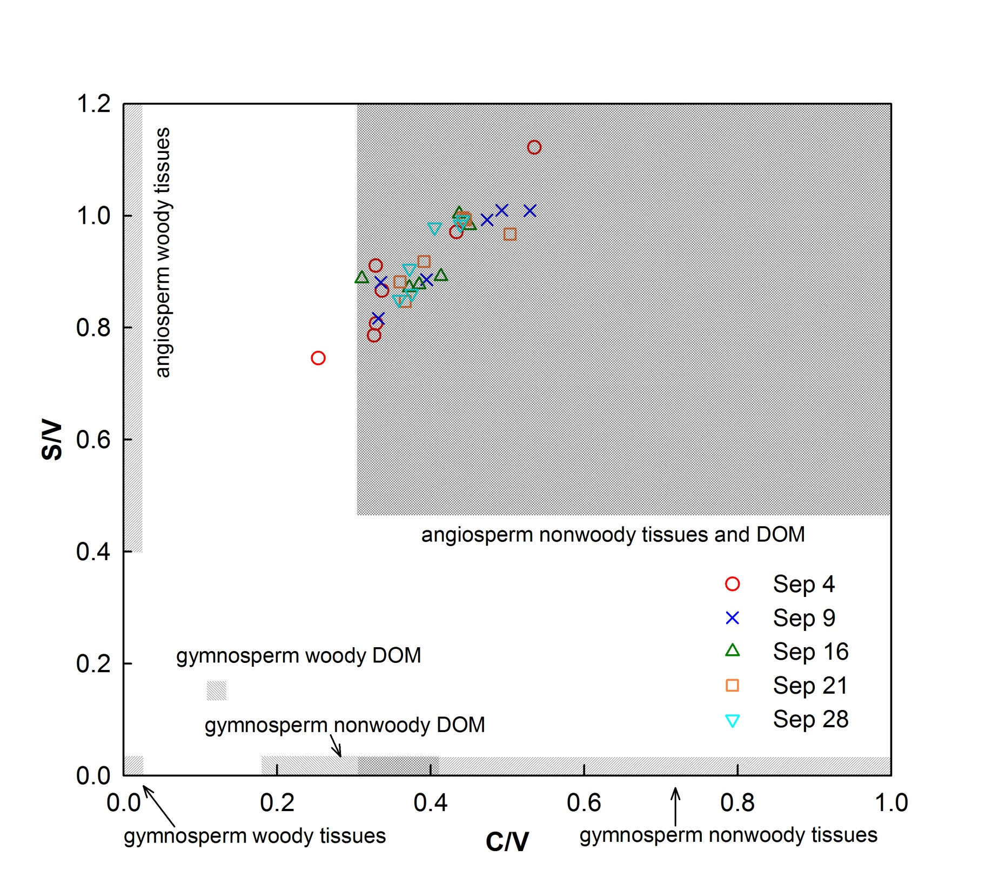 1.2
1.0
0.8
0.6
0.4
0.2
0.0
S/V
angiosperm woody tissues
angiosperm nonwoody tissues and DOM
Sep 4
Sep 9
Sep 16
Sep 21
Sep 28
gymnosperm woody DOM
gymnosperm nonwoody DOM
0.0 0.2 0.4 0.6 0.8 1.0
gymnosperm woody tissues
C/V
gymnosperm nonwoody tissues